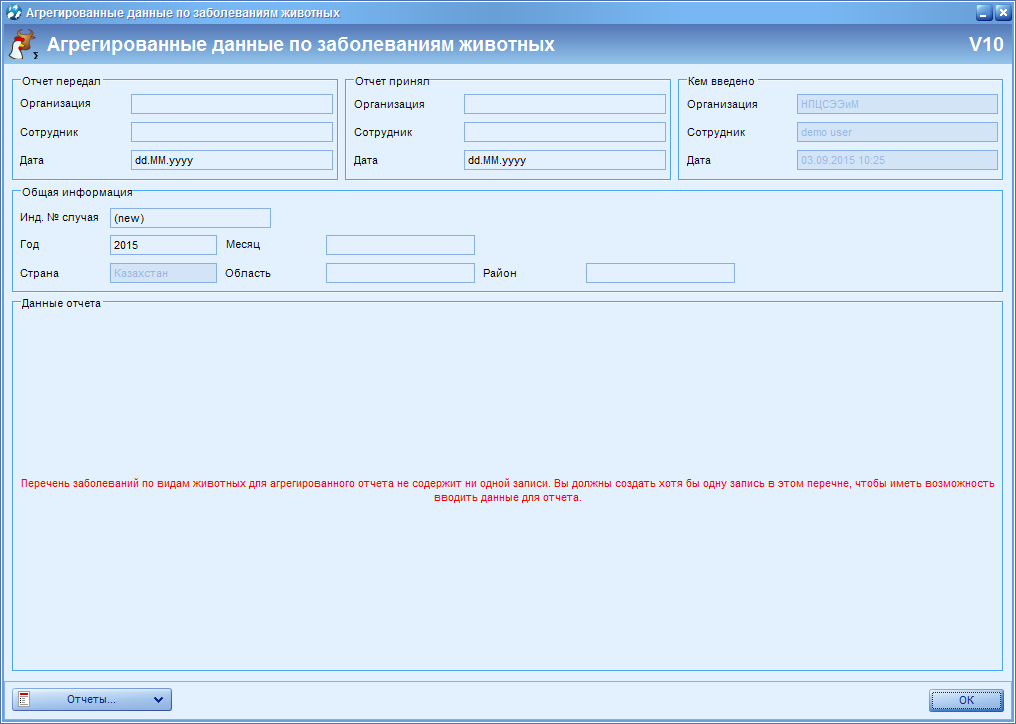 Агрегированные данные по заболеваниям животных
Агрегированные данные по заболеваниям животных V10
Отчет передал Отчет принял Кем введено
Организация Организация Организация НПЦСЭЭиМ
Сотрудник Сотрудник Сотрудник demo user
Дата dd.MM.yyyy Дата dd.MM.yyyy Дата 03.09.2015 10:25
Общая информация
Инд. № случая (new)
Год 2015 Месяц
Страна Казахстан Область Район
Данные отчета
Перечень заболеваний по видам животных для агрегированного отчета не содержит ни одной записи. Вы должны создать хотя бы одну запись в этом перечне, чтобы иметь возможность
вводить данные для отчета.
Отчеты... OK